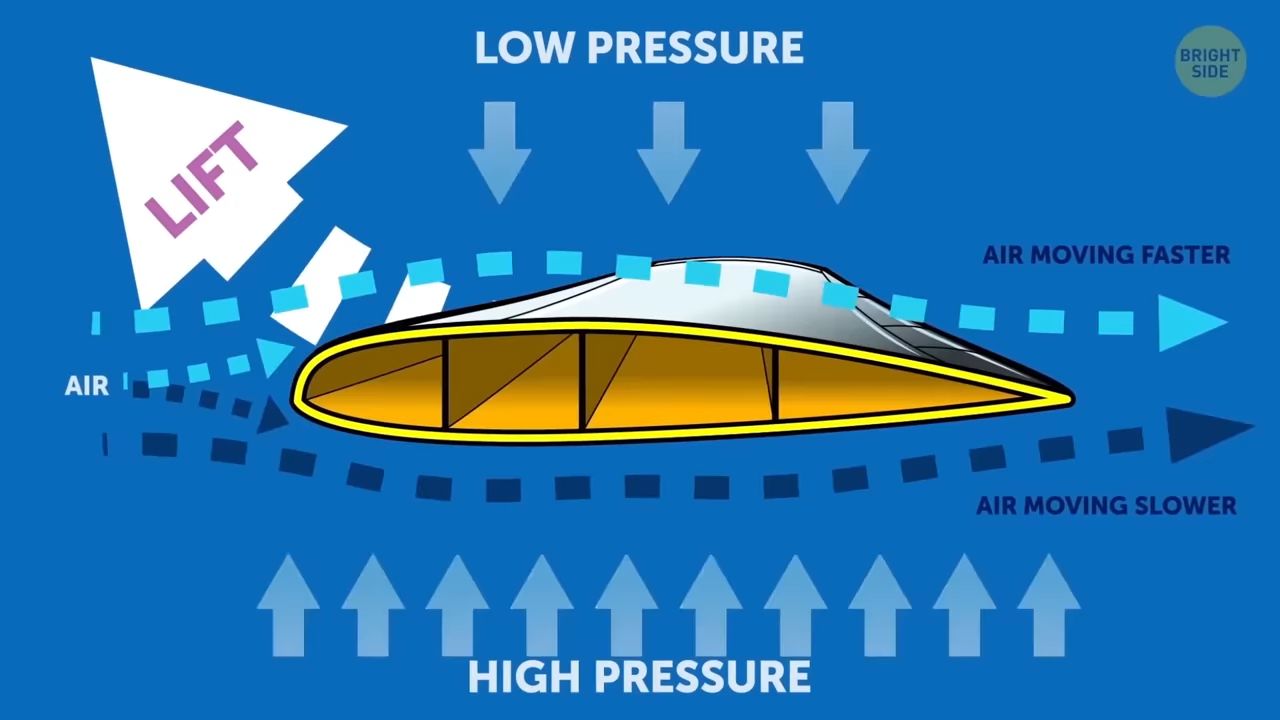 LOW PRESSURE
BRIGHT
SIDE
LIFT
AIR MOVING FASTER
AIR
AIR MOVING SLOWER
HIGH PRESSURE